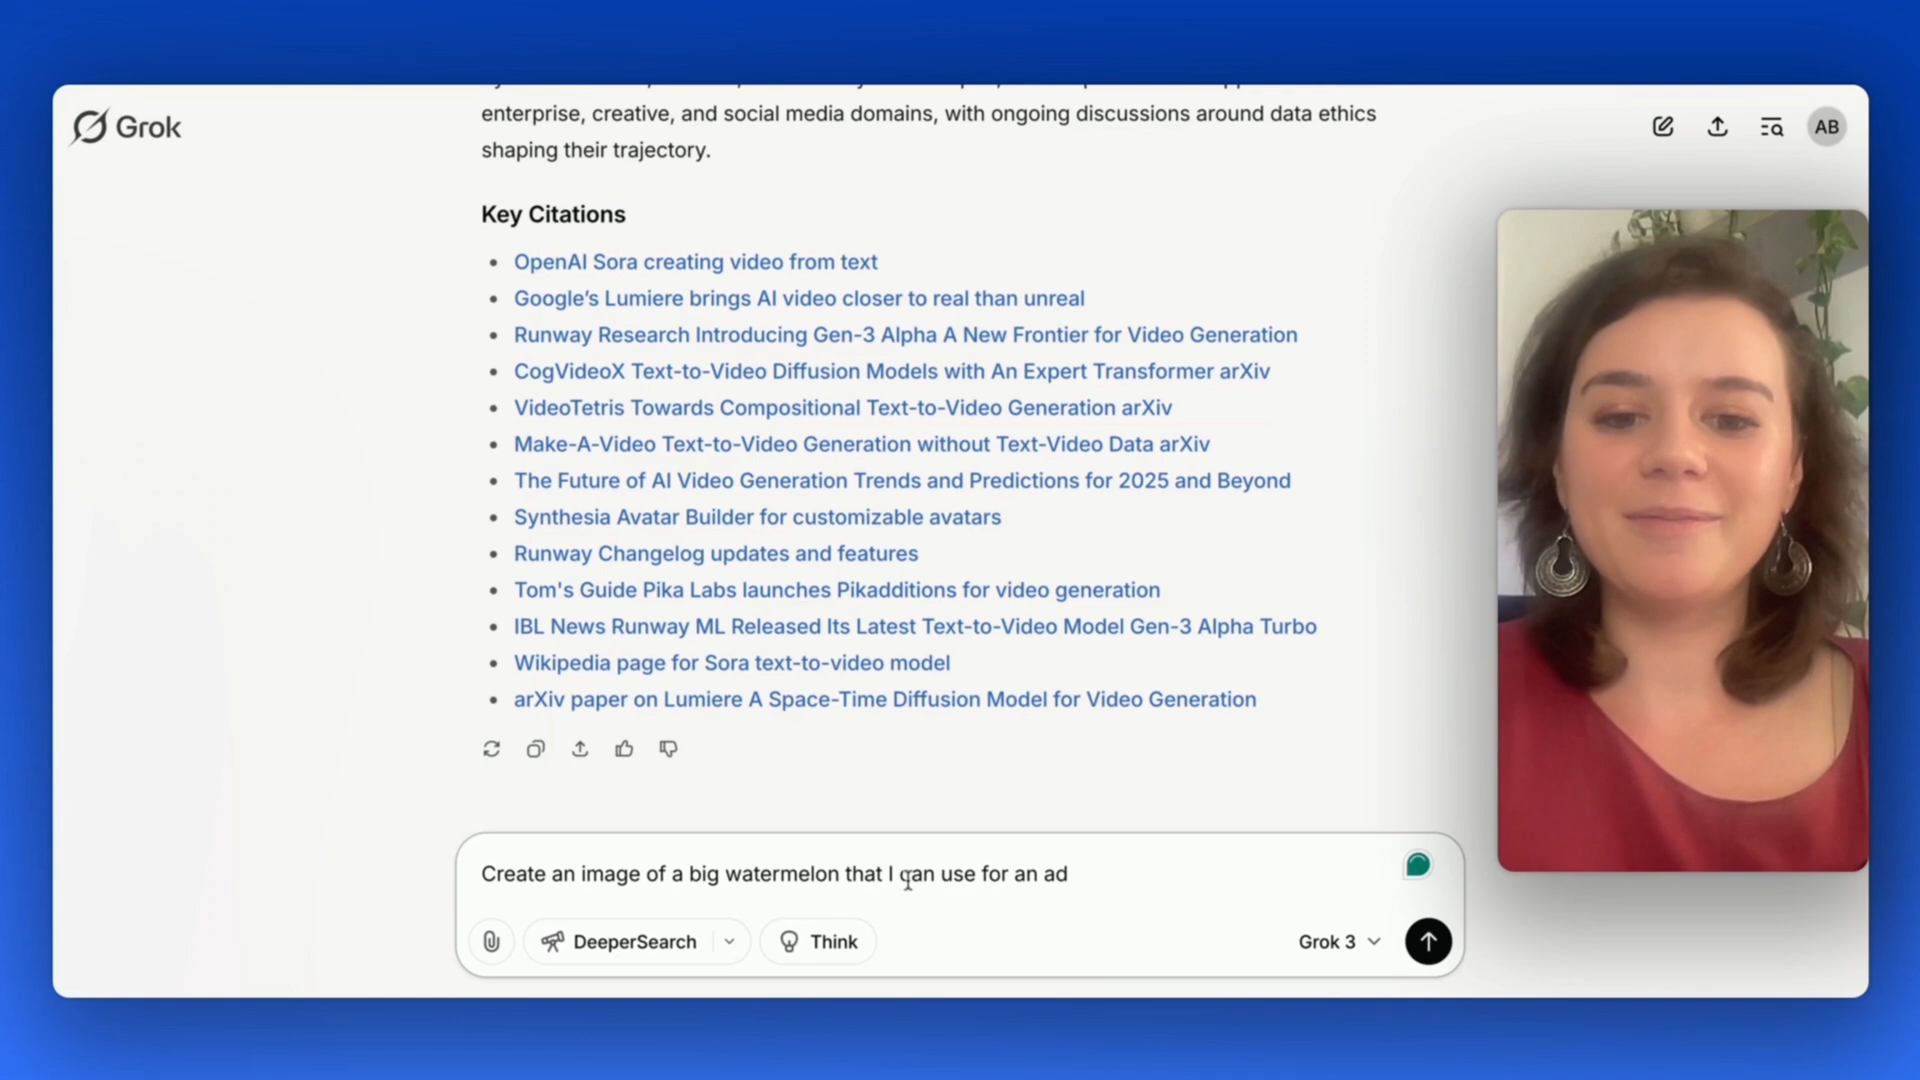 Grok
enterprise, creative, and social media domains, with ongoing discussions around data ethics
shaping their trajectory.
AB
Key Citations
OpenAI Sora creating video from text
Google’s Lumiere brings AI video closer to real than unreal
Runway Research Introducing Gen-3 Alpha A New Frontier for Video Generation
CogVideoX Text-to-Video Diffusion Models with An Expert Transformer arXiv
VideoTetris Towards Compositional Text-to-Video Generation arXiv
Make-A-Video Text-to-Video Generation without Text-Video Data arXiv
The Future of AI Video Generation Trends and Predictions for 2025 and Beyond
Synthesia Avatar Builder for customizable avatars
Runway Changelog updates and features
Tom's Guide Pika Labs launches Pikadditions for video generation
IBL News Runway ML Released Its Latest Text-to-Video Model Gen-3 Alpha Turbo
Wikipedia page for Sora text-to-video model
arXiv paper on Lumiere A Space-Time Diffusion Model for Video Generation
Create an image of a big watermelon that I can use for an ad
DeeperSearch
Think
Grok 3